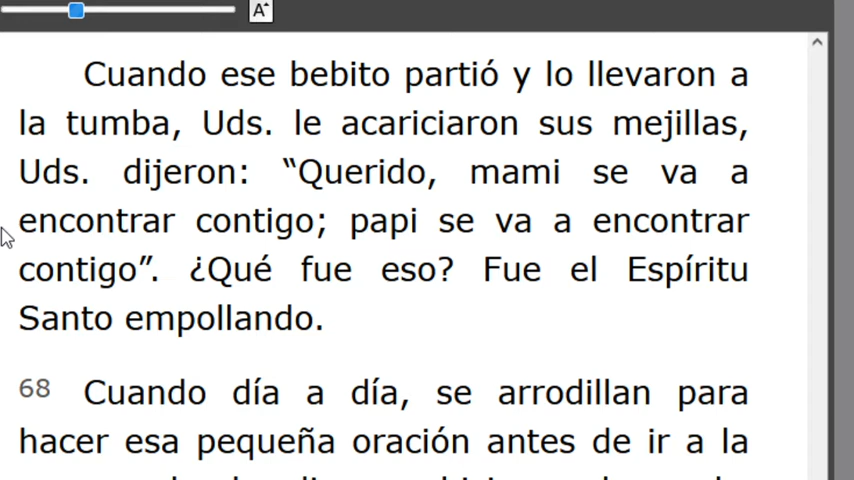 A
Cuando ese bebito partió y lo llevaron a
la tumba, Uds. le acariciaron sus mejillas,
Uds. dijeron: “Querido, mami se va a
encontrar contigo; papi se va a encontrar
contigo”. ¿Qué fue eso? Fue el Espíritu
Santo empollando.
68 Cuando día a día, se arrodillan para
hacer esa pequeña oración antes de ir a la